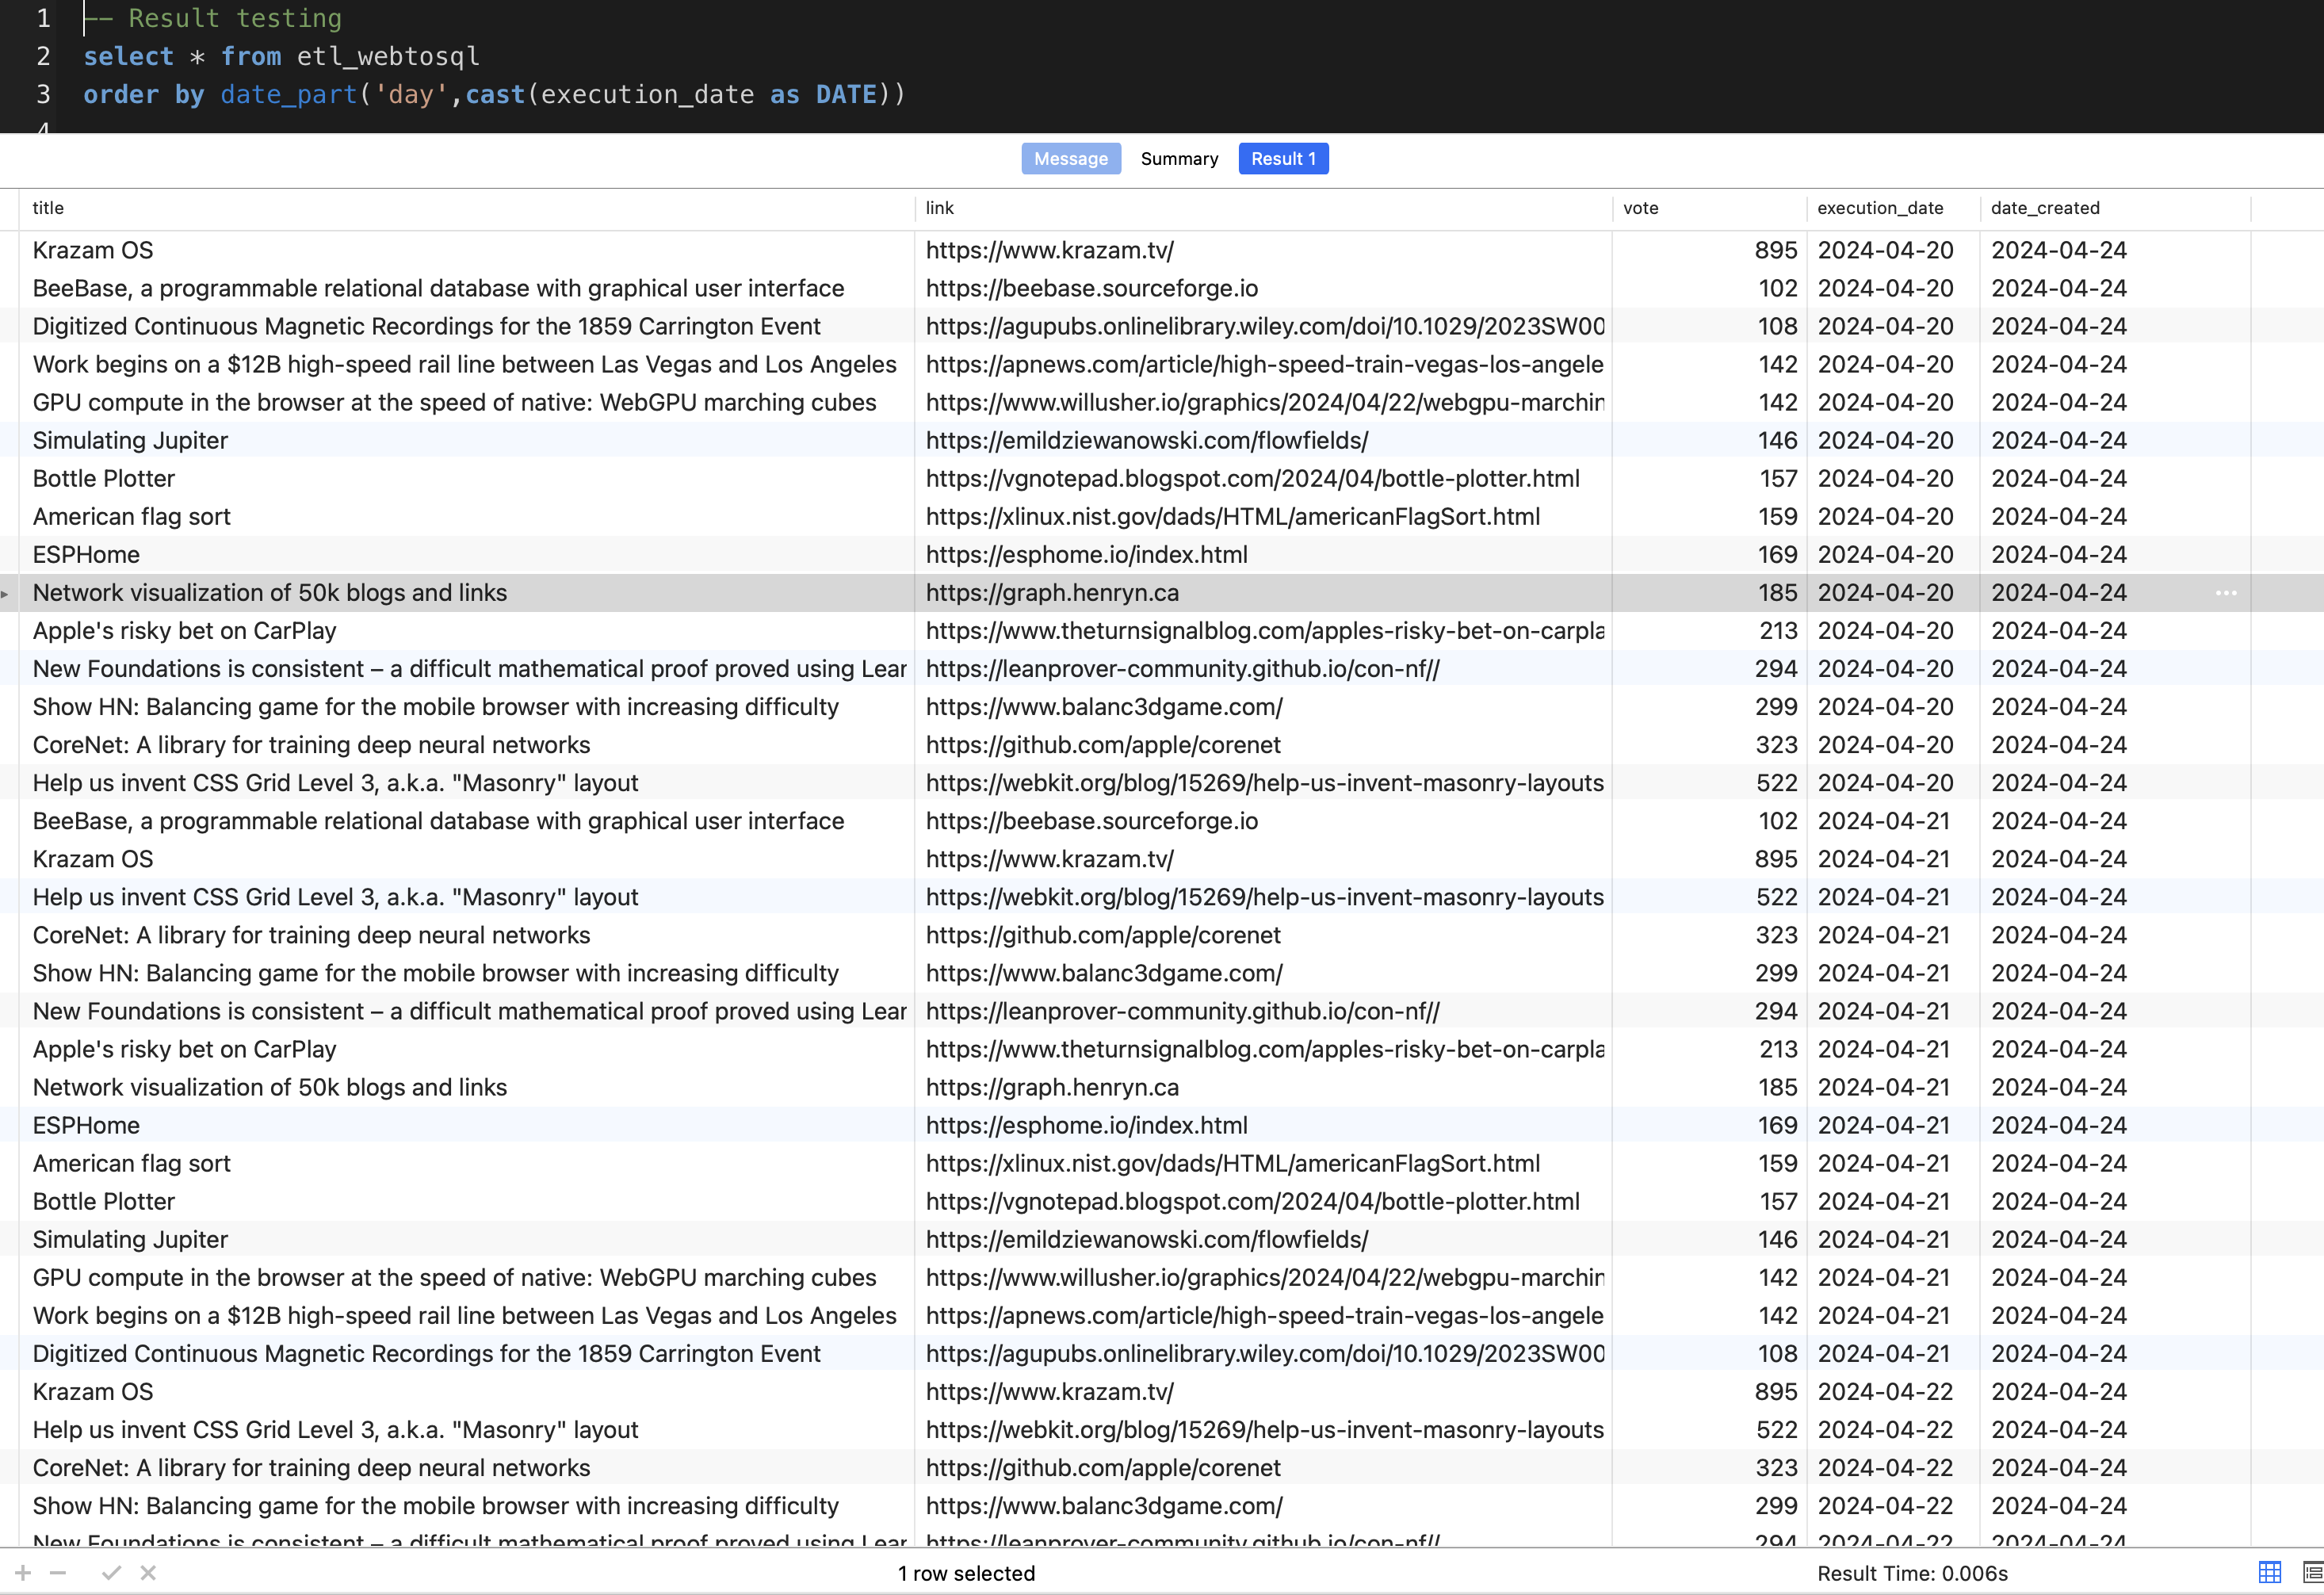 1 -- Result testing
2 select * from etl_webtosql
3 order by date_part('day',cast(execution_date as DATE))
4
Message Summary Result 1
title link vote execution_date date_created
Krazam OS https://www.krazam.tv/ 895 2024-04-20 2024-04-24
BeeBase, a programmable relational database with graphical user interface https://beebase.sourceforge.io 102 2024-04-20 2024-04-24
Digitized Continuous Magnetic Recordings for the 1859 Carrington Event https://agupubs.onlinelibrary.wiley.com/doi/10.1029/2023SW00 108 2024-04-20 2024-04-24
Work begins on a $12B high-speed rail line between Las Vegas and Los Angeles https://apnews.com/article/high-speed-train-vegas-los-angele 142 2024-04-20 2024-04-24
GPU compute in the browser at the speed of native: WebGPU marching cubes https://www.willusher.io/graphics/2024/04/22/webgpu-marchin 142 2024-04-20 2024-04-24
Simulating Jupiter https://emildziewanowski.com/flowfields/ 146 2024-04-20 2024-04-24
Bottle Plotter https://vgnotepad.blogspot.com/2024/04/bottle-plotter.html 157 2024-04-20 2024-04-24
American flag sort https://xlinux.nist.gov/dads/HTML/americanFlagSort.html 159 2024-04-20 2024-04-24
ESPHome https://esphome.io/index.html 169 2024-04-20 2024-04-24
Network visualization of 50k blogs and links https://graph.henryn.ca 185 2024-04-20 2024-04-24 •••
Apple's risky bet on CarPlay https://www.theturnsignalblog.com/apples-risky-bet-on-carpla 213 2024-04-20 2024-04-24
New Foundations is consistent – a difficult mathematical proof proved using Lear https://leanprover-community.github.io/con-nf// 294 2024-04-20 2024-04-24
Show HN: Balancing game for the mobile browser with increasing difficulty https://www.balanc3dgame.com/ 299 2024-04-20 2024-04-24
CoreNet: A library for training deep neural networks https://github.com/apple/corenet 323 2024-04-20 2024-04-24
Help us invent CSS Grid Level 3, a.k.a. "Masonry" layout https://webkit.org/blog/15269/help-us-invent-masonry-layouts 522 2024-04-20 2024-04-24
BeeBase, a programmable relational database with graphical user interface https://beebase.sourceforge.io 102 2024-04-21 2024-04-24
Krazam OS https://www.krazam.tv/ 895 2024-04-21 2024-04-24
Help us invent CSS Grid Level 3, a.k.a. "Masonry" layout https://webkit.org/blog/15269/help-us-invent-masonry-layouts 522 2024-04-21 2024-04-24
CoreNet: A library for training deep neural networks https://github.com/apple/corenet 323 2024-04-21 2024-04-24
Show HN: Balancing game for the mobile browser with increasing difficulty https://www.balanc3dgame.com/ 299 2024-04-21 2024-04-24
New Foundations is consistent – a difficult mathematical proof proved using Lear https://leanprover-community.github.io/con-nf// 294 2024-04-21 2024-04-24
Apple's risky bet on CarPlay https://www.theturnsignalblog.com/apples-risky-bet-on-carpla 213 2024-04-21 2024-04-24
Network visualization of 50k blogs and links https://graph.henryn.ca 185 2024-04-21 2024-04-24
ESPHome https://esphome.io/index.html 169 2024-04-21 2024-04-24
American flag sort https://xlinux.nist.gov/dads/HTML/americanFlagSort.html 159 2024-04-21 2024-04-24
Bottle Plotter https://vgnotepad.blogspot.com/2024/04/bottle-plotter.html 157 2024-04-21 2024-04-24
Simulating Jupiter https://emildziewanowski.com/flowfields/ 146 2024-04-21 2024-04-24
GPU compute in the browser at the speed of native: WebGPU marching cubes https://www.willusher.io/graphics/2024/04/22/webgpu-marchin 142 2024-04-21 2024-04-24
Work begins on a $12B high-speed rail line between Las Vegas and Los Angeles https://apnews.com/article/high-speed-train-vegas-los-angele 142 2024-04-21 2024-04-24
Digitized Continuous Magnetic Recordings for the 1859 Carrington Event https://agupubs.onlinelibrary.wiley.com/doi/10.1029/2023SW00 108 2024-04-21 2024-04-24
Krazam OS https://www.krazam.tv/ 895 2024-04-22 2024-04-24
Help us invent CSS Grid Level 3, a.k.a. "Masonry" layout https://webkit.org/blog/15269/help-us-invent-masonry-layouts 522 2024-04-22 2024-04-24
CoreNet: A library for training deep neural networks https://github.com/apple/corenet 323 2024-04-22 2024-04-24
Show HN: Balancing game for the mobile browser with increasing difficulty https://www.balanc3dgame.com/ 299 2024-04-22 2024-04-24
New Foundations is consistent – a difficult mathematical proof proved using Lear https://leanprover-community.github.io/con-nf// 294 2024-04-22 2024-04-24
1 row selected Result Time: 0.006s